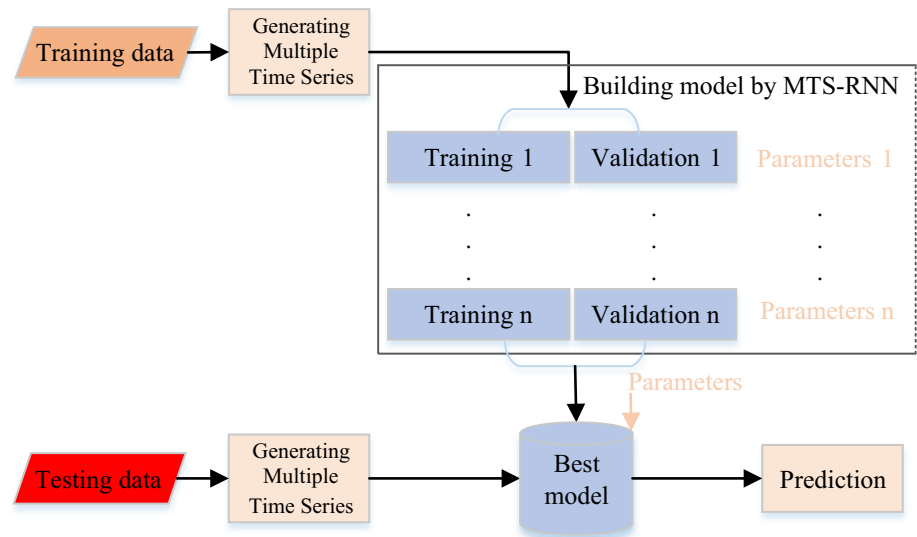 Training data
Generating
Multiple
Time Series
Building model by MTS-RNN
Training 1
Validation 1
Parameters 1
Training n
Validation n
Parameters n
Parameters
Testing data
Generating
Multiple
Time Series
Best
model
Prediction